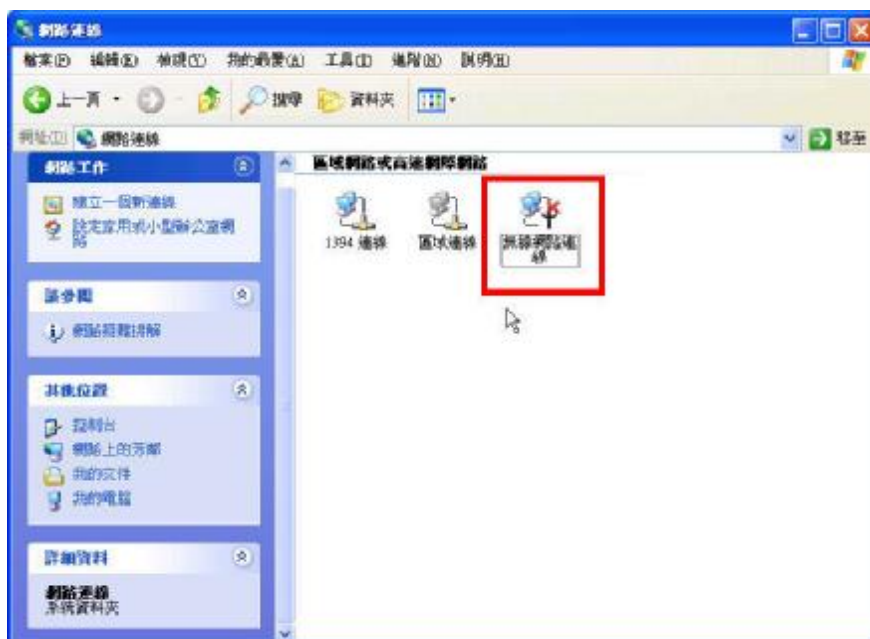 網路連線
檔案(F) 編輯(E) 檢視(V) 我的最愛(A) 工具(T) 進階(N) 說明(H)
上一頁 搜尋 資料夾
網址(D) 網路連線 移至
網路工作
建立一個新連線
設定家用或小型辦公室網
路
請參閱
網路疑難排解
其他位置
控制台
網路上的芳鄰
我的文件
我的電腦
詳細資料
網路連線
系統資料夾
區域網路或高速網際網路
1394 連線 區域連線 無線網路連
線